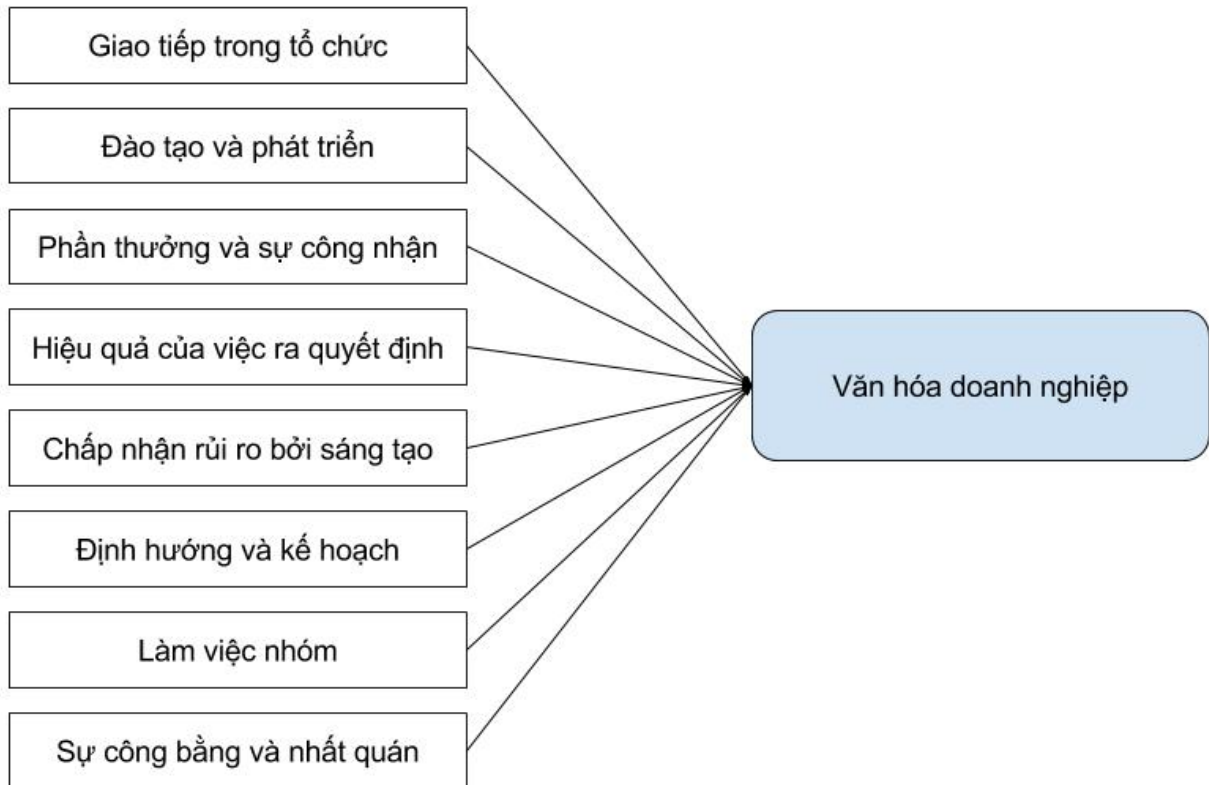 Giao tiếp trong tổ chức
Đào tạo và phát triển
Phần thưởng và sự công nhận
Hiệu quả của việc ra quyết định
Chấp nhận rủi ro bởi sáng tạo
Định hướng và kế hoạch
Làm việc nhóm
Sự công bằng và nhất quán
Văn hóa doanh nghiệp